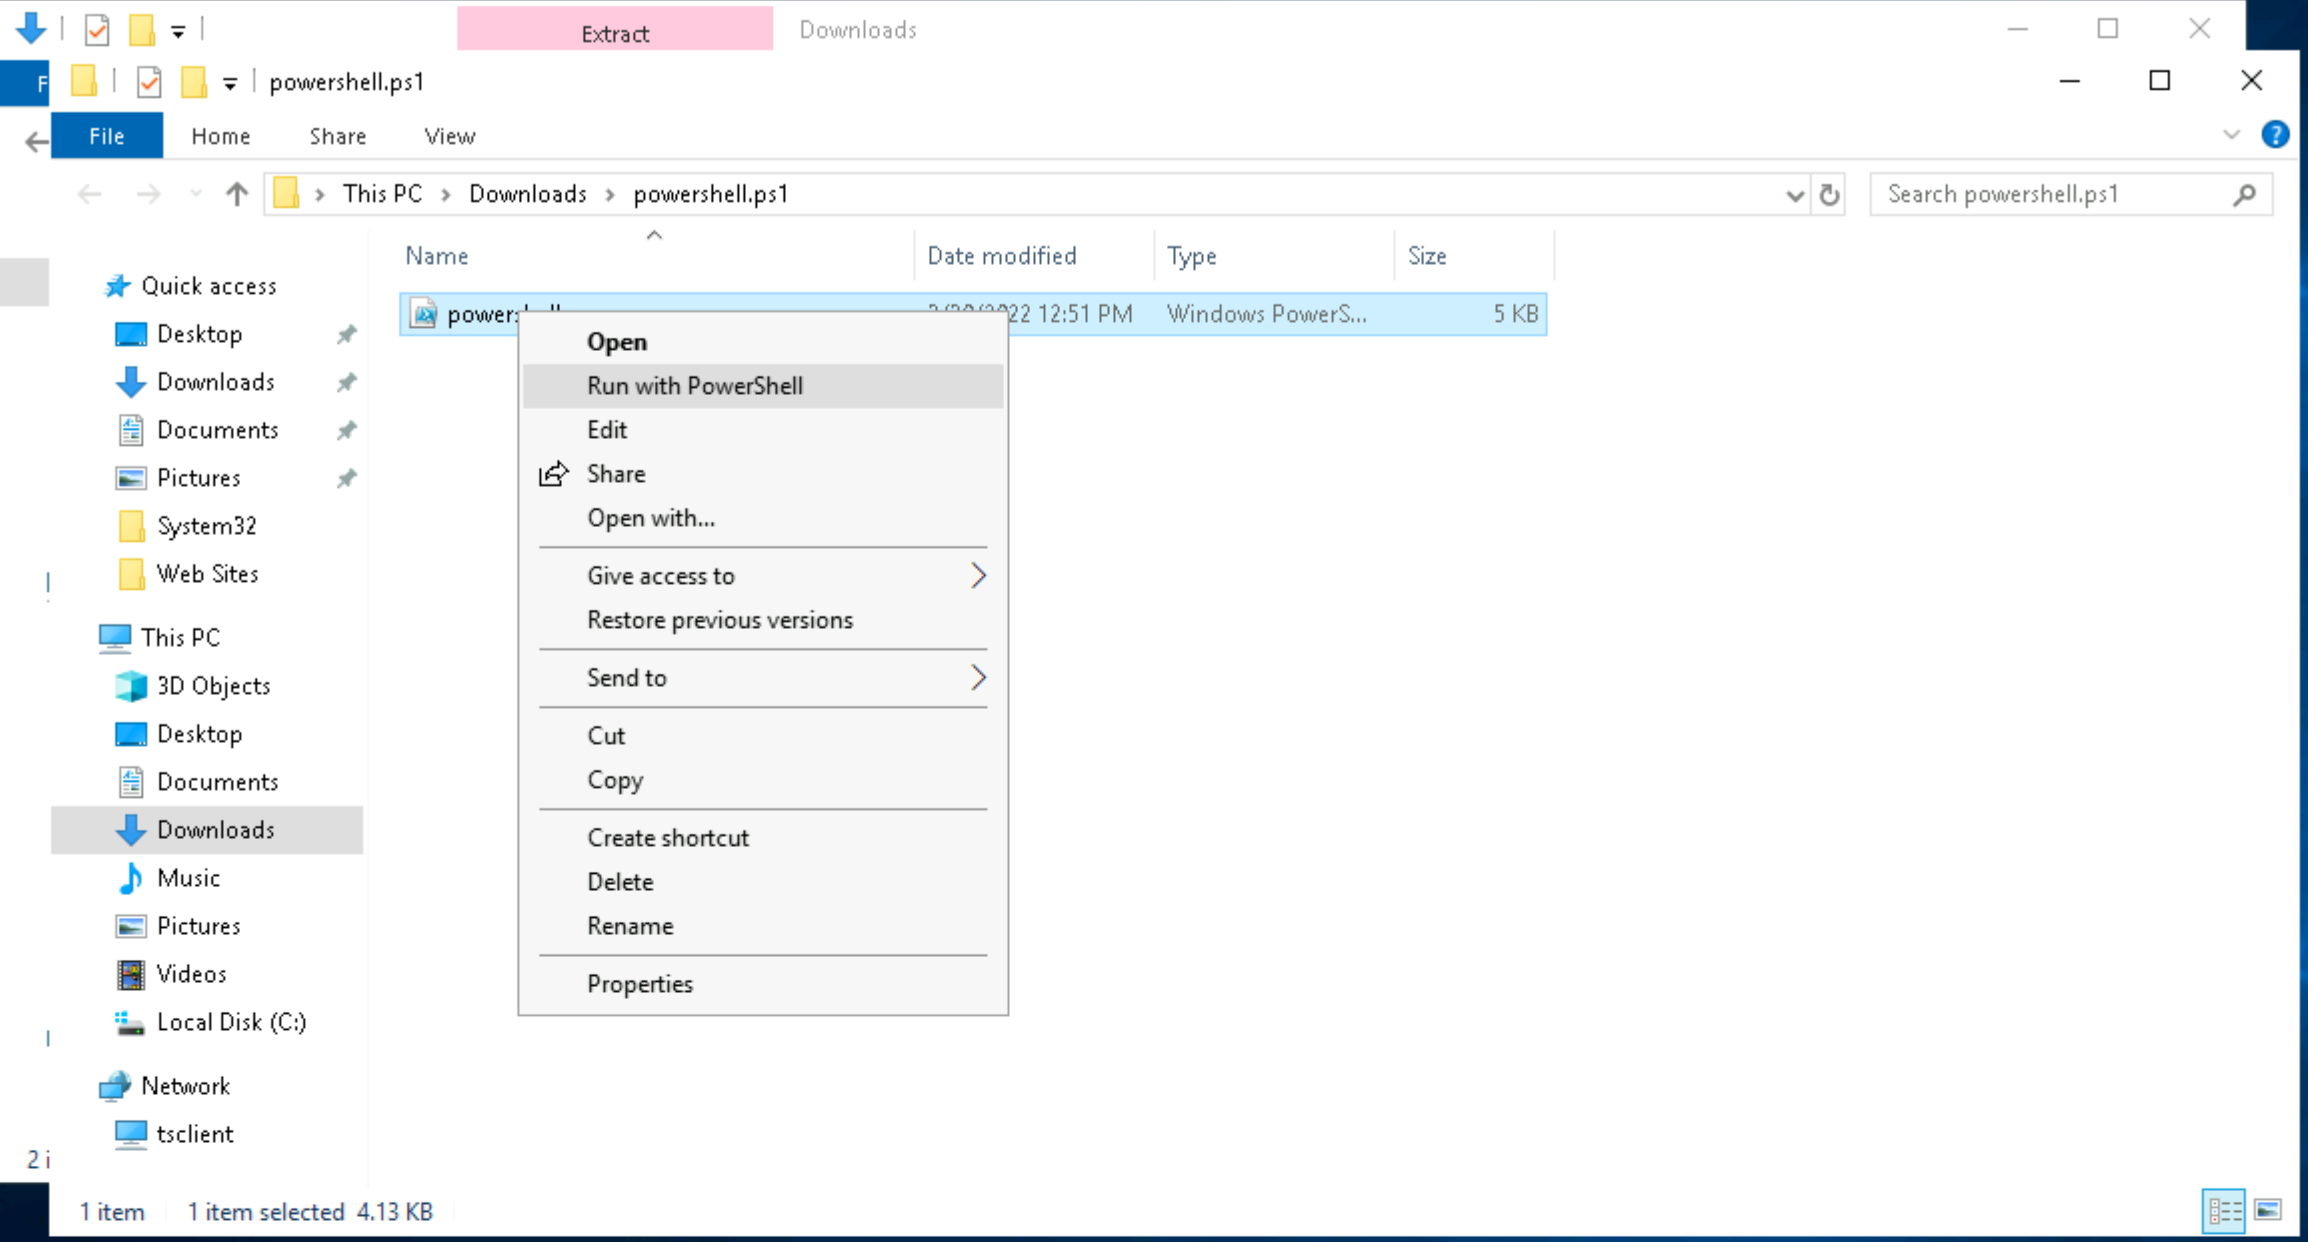 Extract Downloads
F powershell.ps1
File Home Share View
This PC Downloads powershell.ps1 Search powershell.ps1
Name Date modified Type Size
Quick access
22 12:51 PM Windows PowerS... 5 KB
Desktop
Downloads
Documents
Pictures
System32
Web Sites
This PC
3D Objects
Desktop
Documents
Downloads
Music
Pictures
Videos
Local Disk (C:)
Network
tsclient
Open
Run with PowerShell
Edit
Share
Open with...
Give access to
Restore previous versions
Send to
Cut
Copy
Create shortcut
Delete
Rename
Properties
2 i
1 item 1 item selected 4.13 KB